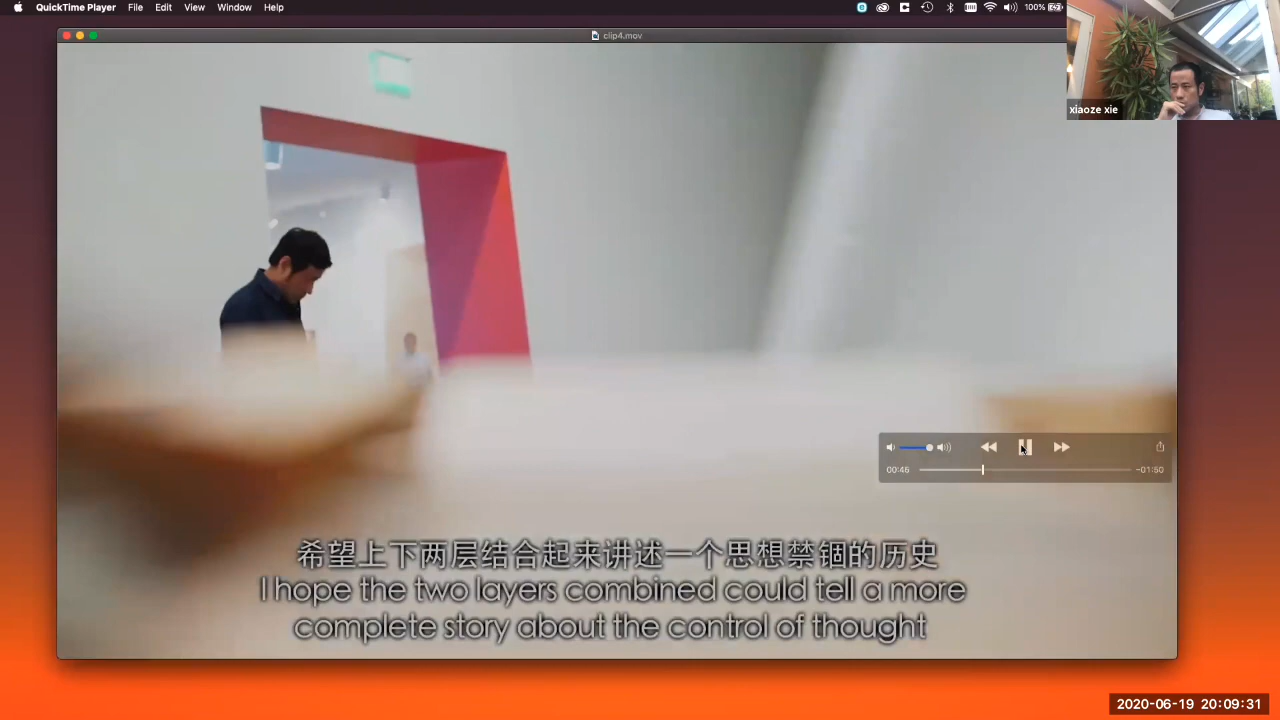 QuickTime Player File Edit View Window Help
100%
clip4.mov
xiaoze xie
00:46
-01:50
希望上下两层结合起来讲述一个思想禁锢的历史
I hope the two layers combined could tell a more
complete story about the control of thought
2020-06-19 20:09:31